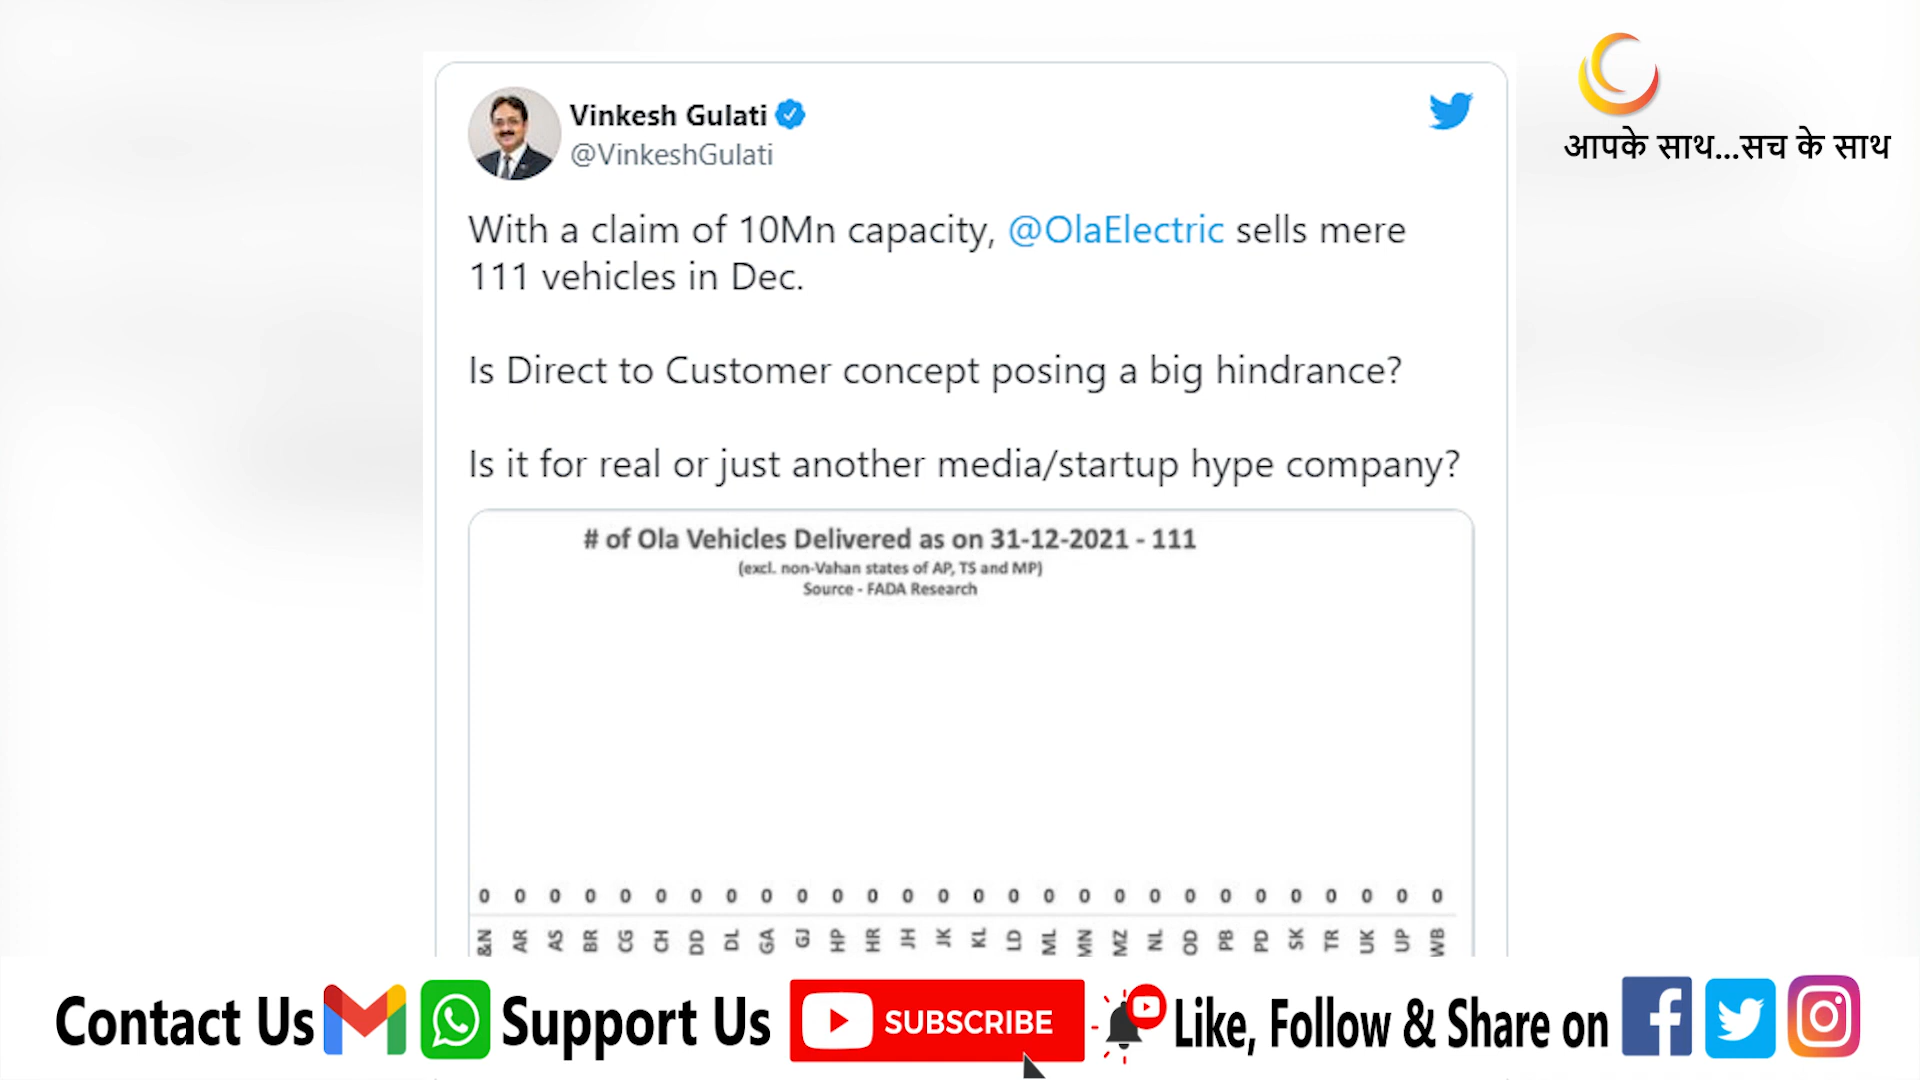 Vinkesh Gulati
@VinkeshGulati
आपके साथ...सच के साथ
With a claim of 10Mn capacity, @OlaElectric sells mere
111 vehicles in Dec.
Is Direct to Customer concept posing a big hindrance?
Is it for real or just another media/startup hype company?
# of Ola Vehicles Delivered as on 31-12-2021 - 111
(excl. non-Vahan states of AP, TS and MP)
Source - FADA Research
0 0 0 0 0 0 0 0 0 0 0 0 0 0 0 0 0 0 0 0 0 0 0 0 0 0 0 0
&N AR AS BR CG CH DD DL GA GJ HP HR JH JK KL LD ML MN MZ NL OD PB PD SK TR UK UP WB
Contact Us Support Us SUBSCRIBE Like, Follow & Share on